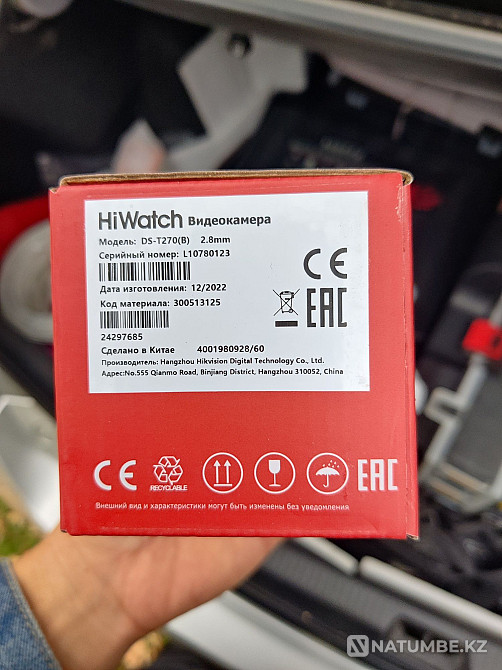 HiWatch Видеокамера
Модель: DS-T270(B) 2.8mm
Серийный номер: L10780123
Дата изготовления: 12/2022
Код материала: 300513125
24297685
Сделано в Китае 4001980928/60
Производитель: Hangzhou Hikvision Digital Technology Co., Ltd.
Адрес:No.555 Qianmo Road, Binjiang District, Hangzhou 310052, China
CE
EAC
CE
RECYCLABLE
EAC
Внешний вид и характеристики могут быть изменены без уведомления
NATUMBE.KZ